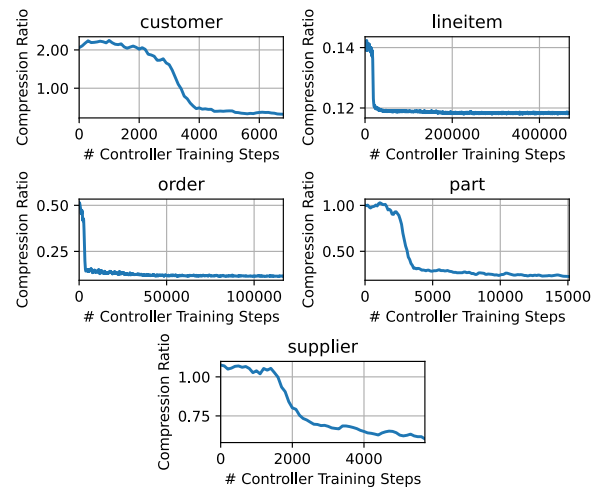 customer
Compression Ratio
2.00
1.00
0
2000
4000
6000
# Controller Training Steps
lineitem
Compression Ratio
0.14
0.12
0
200000
400000
# Controller Training Steps
order
Compression Ratio
0.50
0.25
0
50000
100000
# Controller Training Steps
part
Compression Ratio
1.00
0.50
0
5000
10000
15000
# Controller Training Steps
supplier
Compression Ratio
1.00
0.75
0
2000
4000
# Controller Training Steps